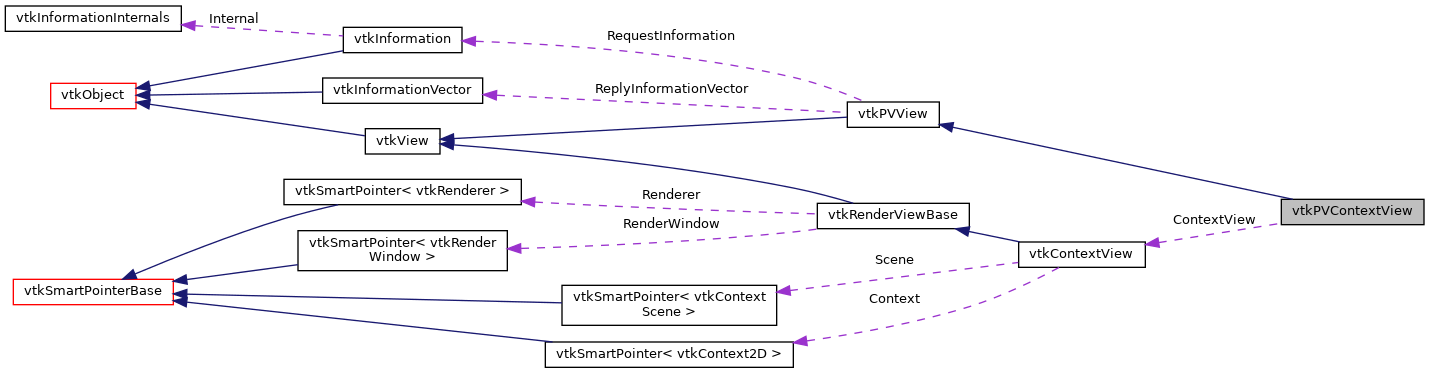 vtkInformationInternals
Internal
vtkInformation
RequestInformation
vtkObject
vtkInformationVector
ReplyInformationVector
vtkPVView
vtkView
vtkSmartPointer< vtkRenderer >
Renderer
vtkRenderViewBase
vtkPVContextView
ContextView
RenderWindow
vtkSmartPointer< vtkRender
Window >
vtkContextView
Scene
vtkSmartPointerBase
vtkSmartPointer< vtkContext
Scene >
Context
vtkSmartPointer< vtkContext2D >